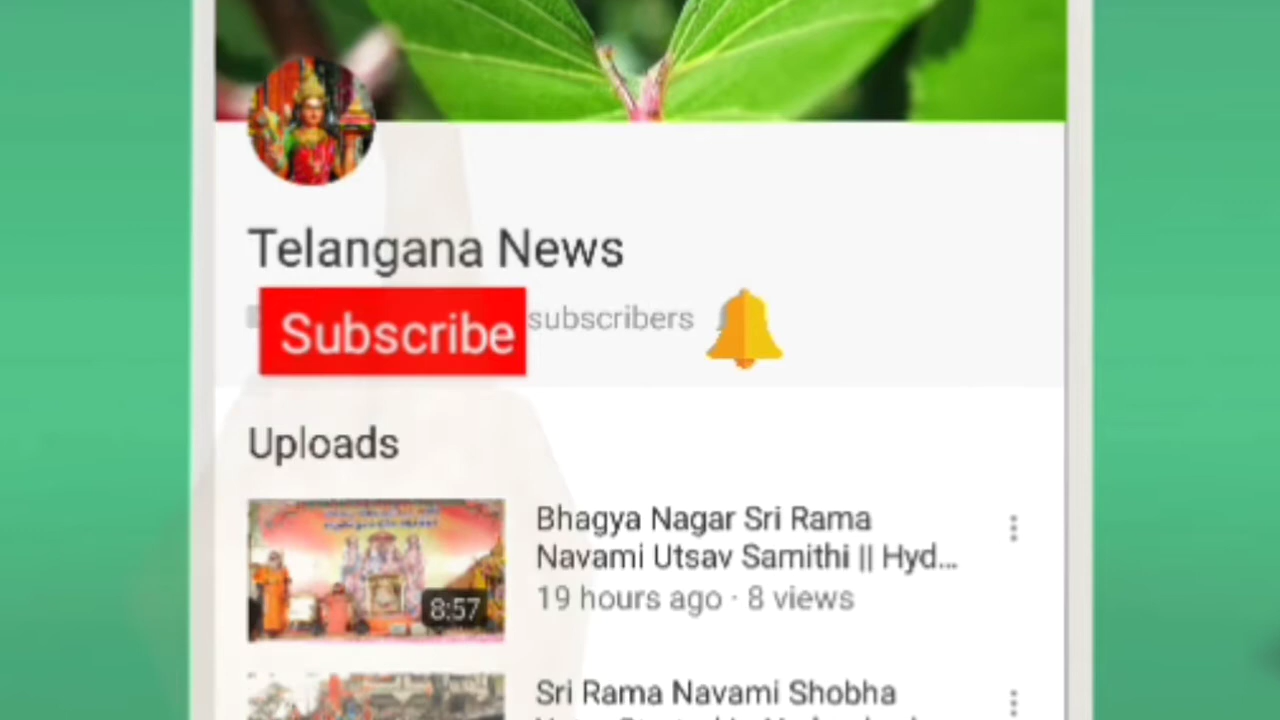 Telangana News
Subscribe subscribers
Uploads
Bhagya Nagar Sri Rama
Navami Utsav Samithi || Hyd...
19 hours ago · 8 views
8:57
Sri Rama Navami Shobha